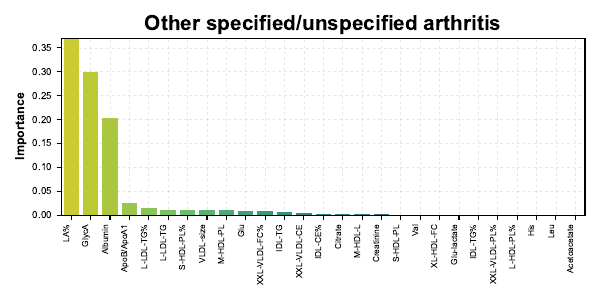 Other specified/unspecified arthritis
Importance
0.35
0.30
0.25
0.20
0.15
0.10
0.05
0.00
LA%
GlycA
Albumin
ApoB/ApoA1
L-LDL-TG%
L-LDL-TG
S-HDL-PL%
VLDL-size
M-HDL-PL
Glu
XXL-VLDL-FC%
IDL-TG
XXL-VLDL-CE
IDL-CE%
Citrate
M-HDL-L
Creatinine
S-HDL-PL
Val
XL-HDL-FC
Glu-lactate
IDL-TG%
XXL-VLDL-PL%
L-HDL-PL%
His
Leu
Acetoacetate